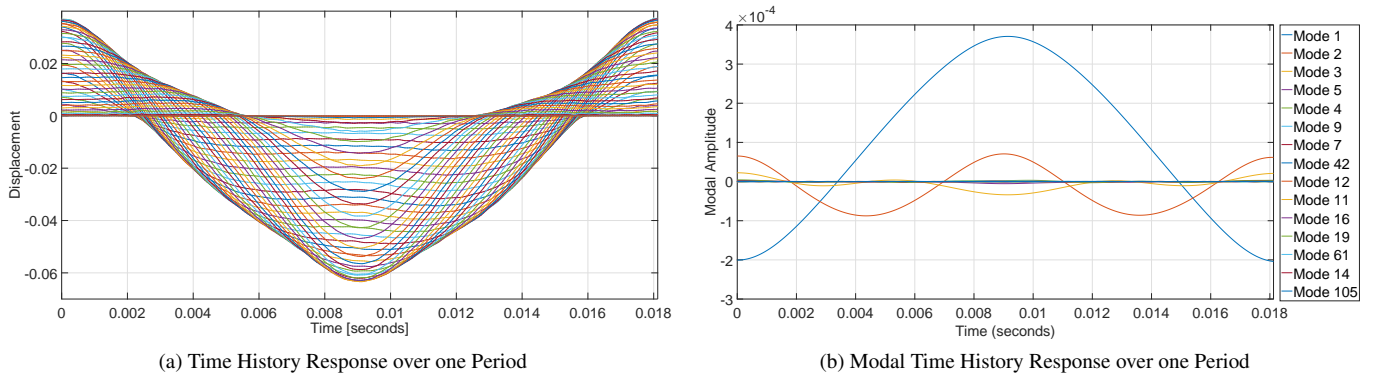 0.02
0
-0.02
-0.04
-0.06
Displacement
0 0.002 0.004 0.006 0.008 0.010 0.012 0.014 0.016 0.018
Time [seconds]
(a) Time History Response over one Period
×10⁻⁴
4
3
2
1
0
-1
-2
-3
Modal Amplitude
0 0.002 0.004 0.006 0.008 0.010 0.012 0.014 0.016 0.018
Time (seconds)
Mode 1
Mode 2
Mode 3
Mode 5
Mode 4
Mode 9
Mode 7
Mode 42
Mode 12
Mode 11
Mode 16
Mode 19
Mode 61
Mode 14
Mode 105
(b) Modal Time History Response over one Period